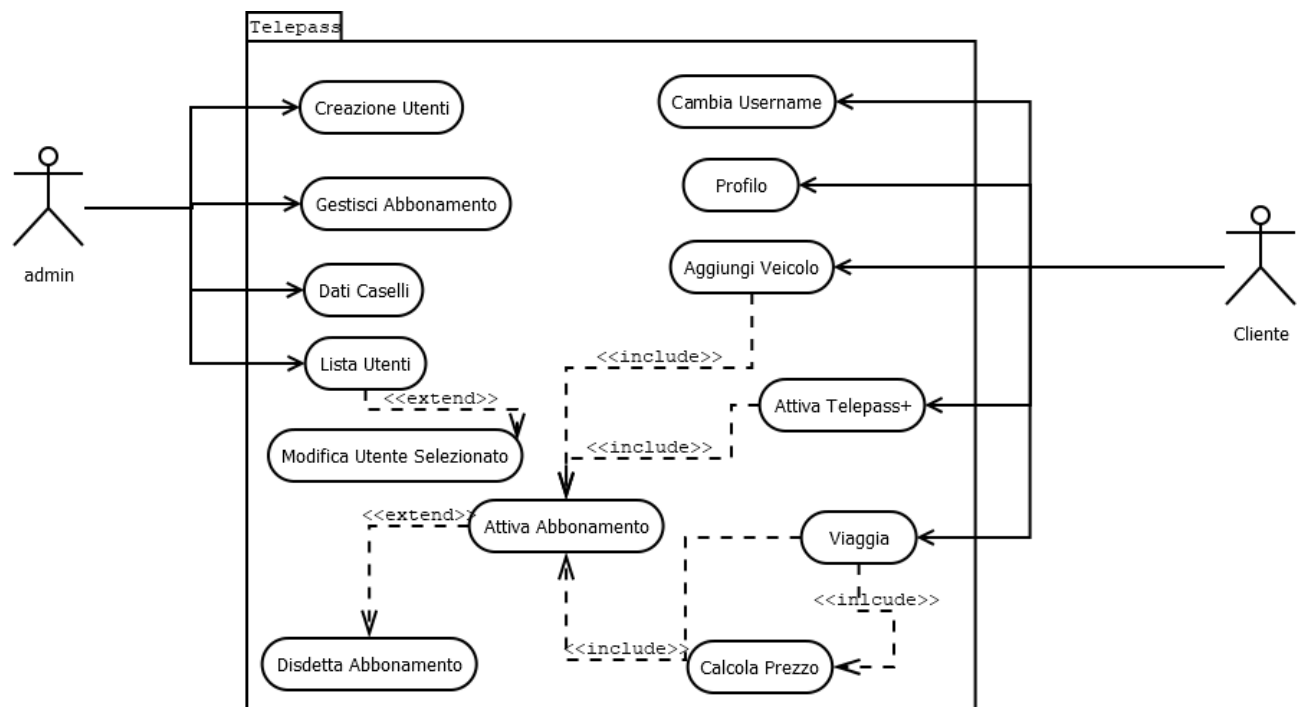 Telepass
Creazione Utenti
Cambia Username
Profilo
Gestisci Abbonamento
admin
Aggiungi Veicolo
Dati Caselli
Cliente
<<include>>
Lista Utenti
<<extend>>
Attiva Telepass+
<<include>>
Modifica Utente Selezionato
<<extend>>
Attiva Abbonamento
Viaggia
<<inlcude>>
<<include>>
Disdetta Abbonamento
Calcola Prezzo